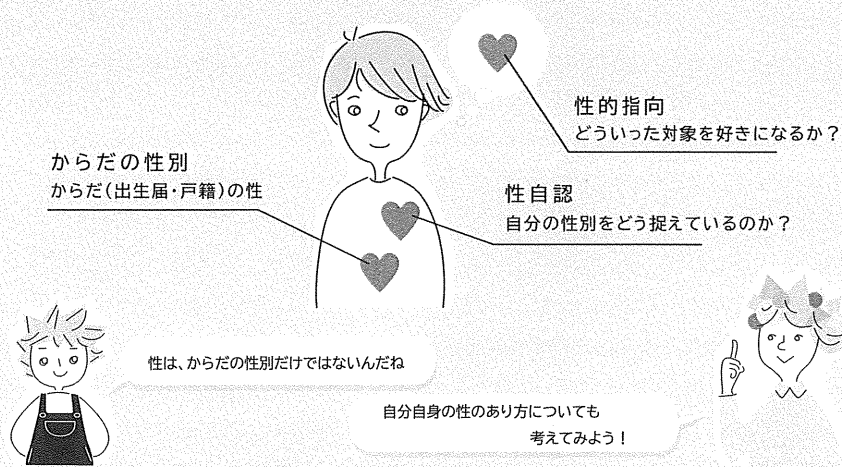 性的指向
どういった対象を好きになるか？
からだの性別
からだ（出生届・戸籍）の性
性自認
自分の性別をどう捉えているのか？
性は、からだの性別だけではないんだね
自分自身の性のあり方についても
考えてみよう！